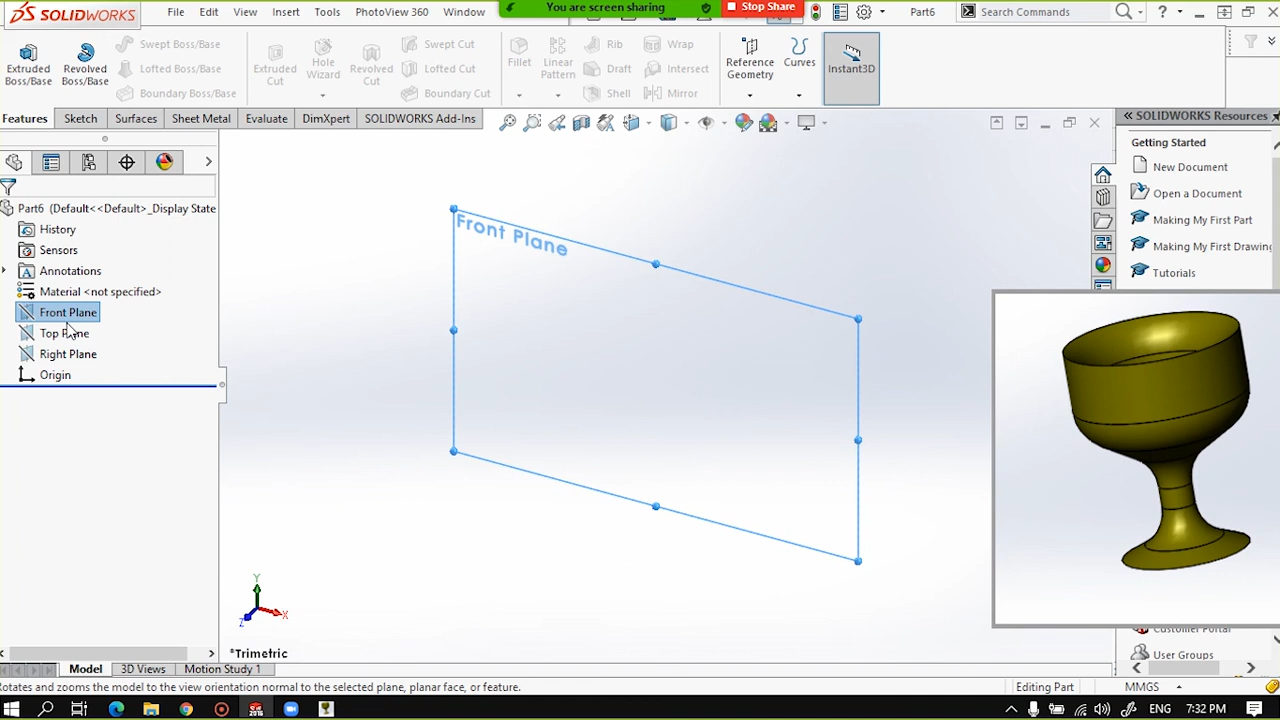 SOLIDWORKS File Edit View Insert Tools PhotoView 360 Window You are screen sharing Stop Share Part6 Search Commands
Extruded Boss/Base
Revolved Boss/Base
Swept Boss/Base
Lofted Boss/Base
Boundary Boss/Base
Extruded Cut
Hole Wizard
Revolved Cut
Swept Cut
Lofted Cut
Boundary Cut
Fillet
Linear Pattern
Rib
Draft
Shell
Wrap
Intersect
Mirror
Reference Geometry
Curves
Instant3D
Features Sketch Surfaces Sheet Metal Evaluate DimXpert SOLIDWORKS Add-Ins
SOLIDWORKS Resources
Getting Started
New Document
Open a Document
Making My First Part
Making My First Drawing
Tutorials
Part6 (Default<<Default>_Display State
History
Sensors
Annotations
Material <not specified>
Front Plane
Top Plane
Right Plane
Origin
Front Plane
Y
X
Z
*Trimetric
User Groups
Model 3D Views Motion Study 1
Rotates and zooms the model to the view orientation normal to the selected plane, planar face, or feature. Editing Part MMGS
ENG 7:32 PM